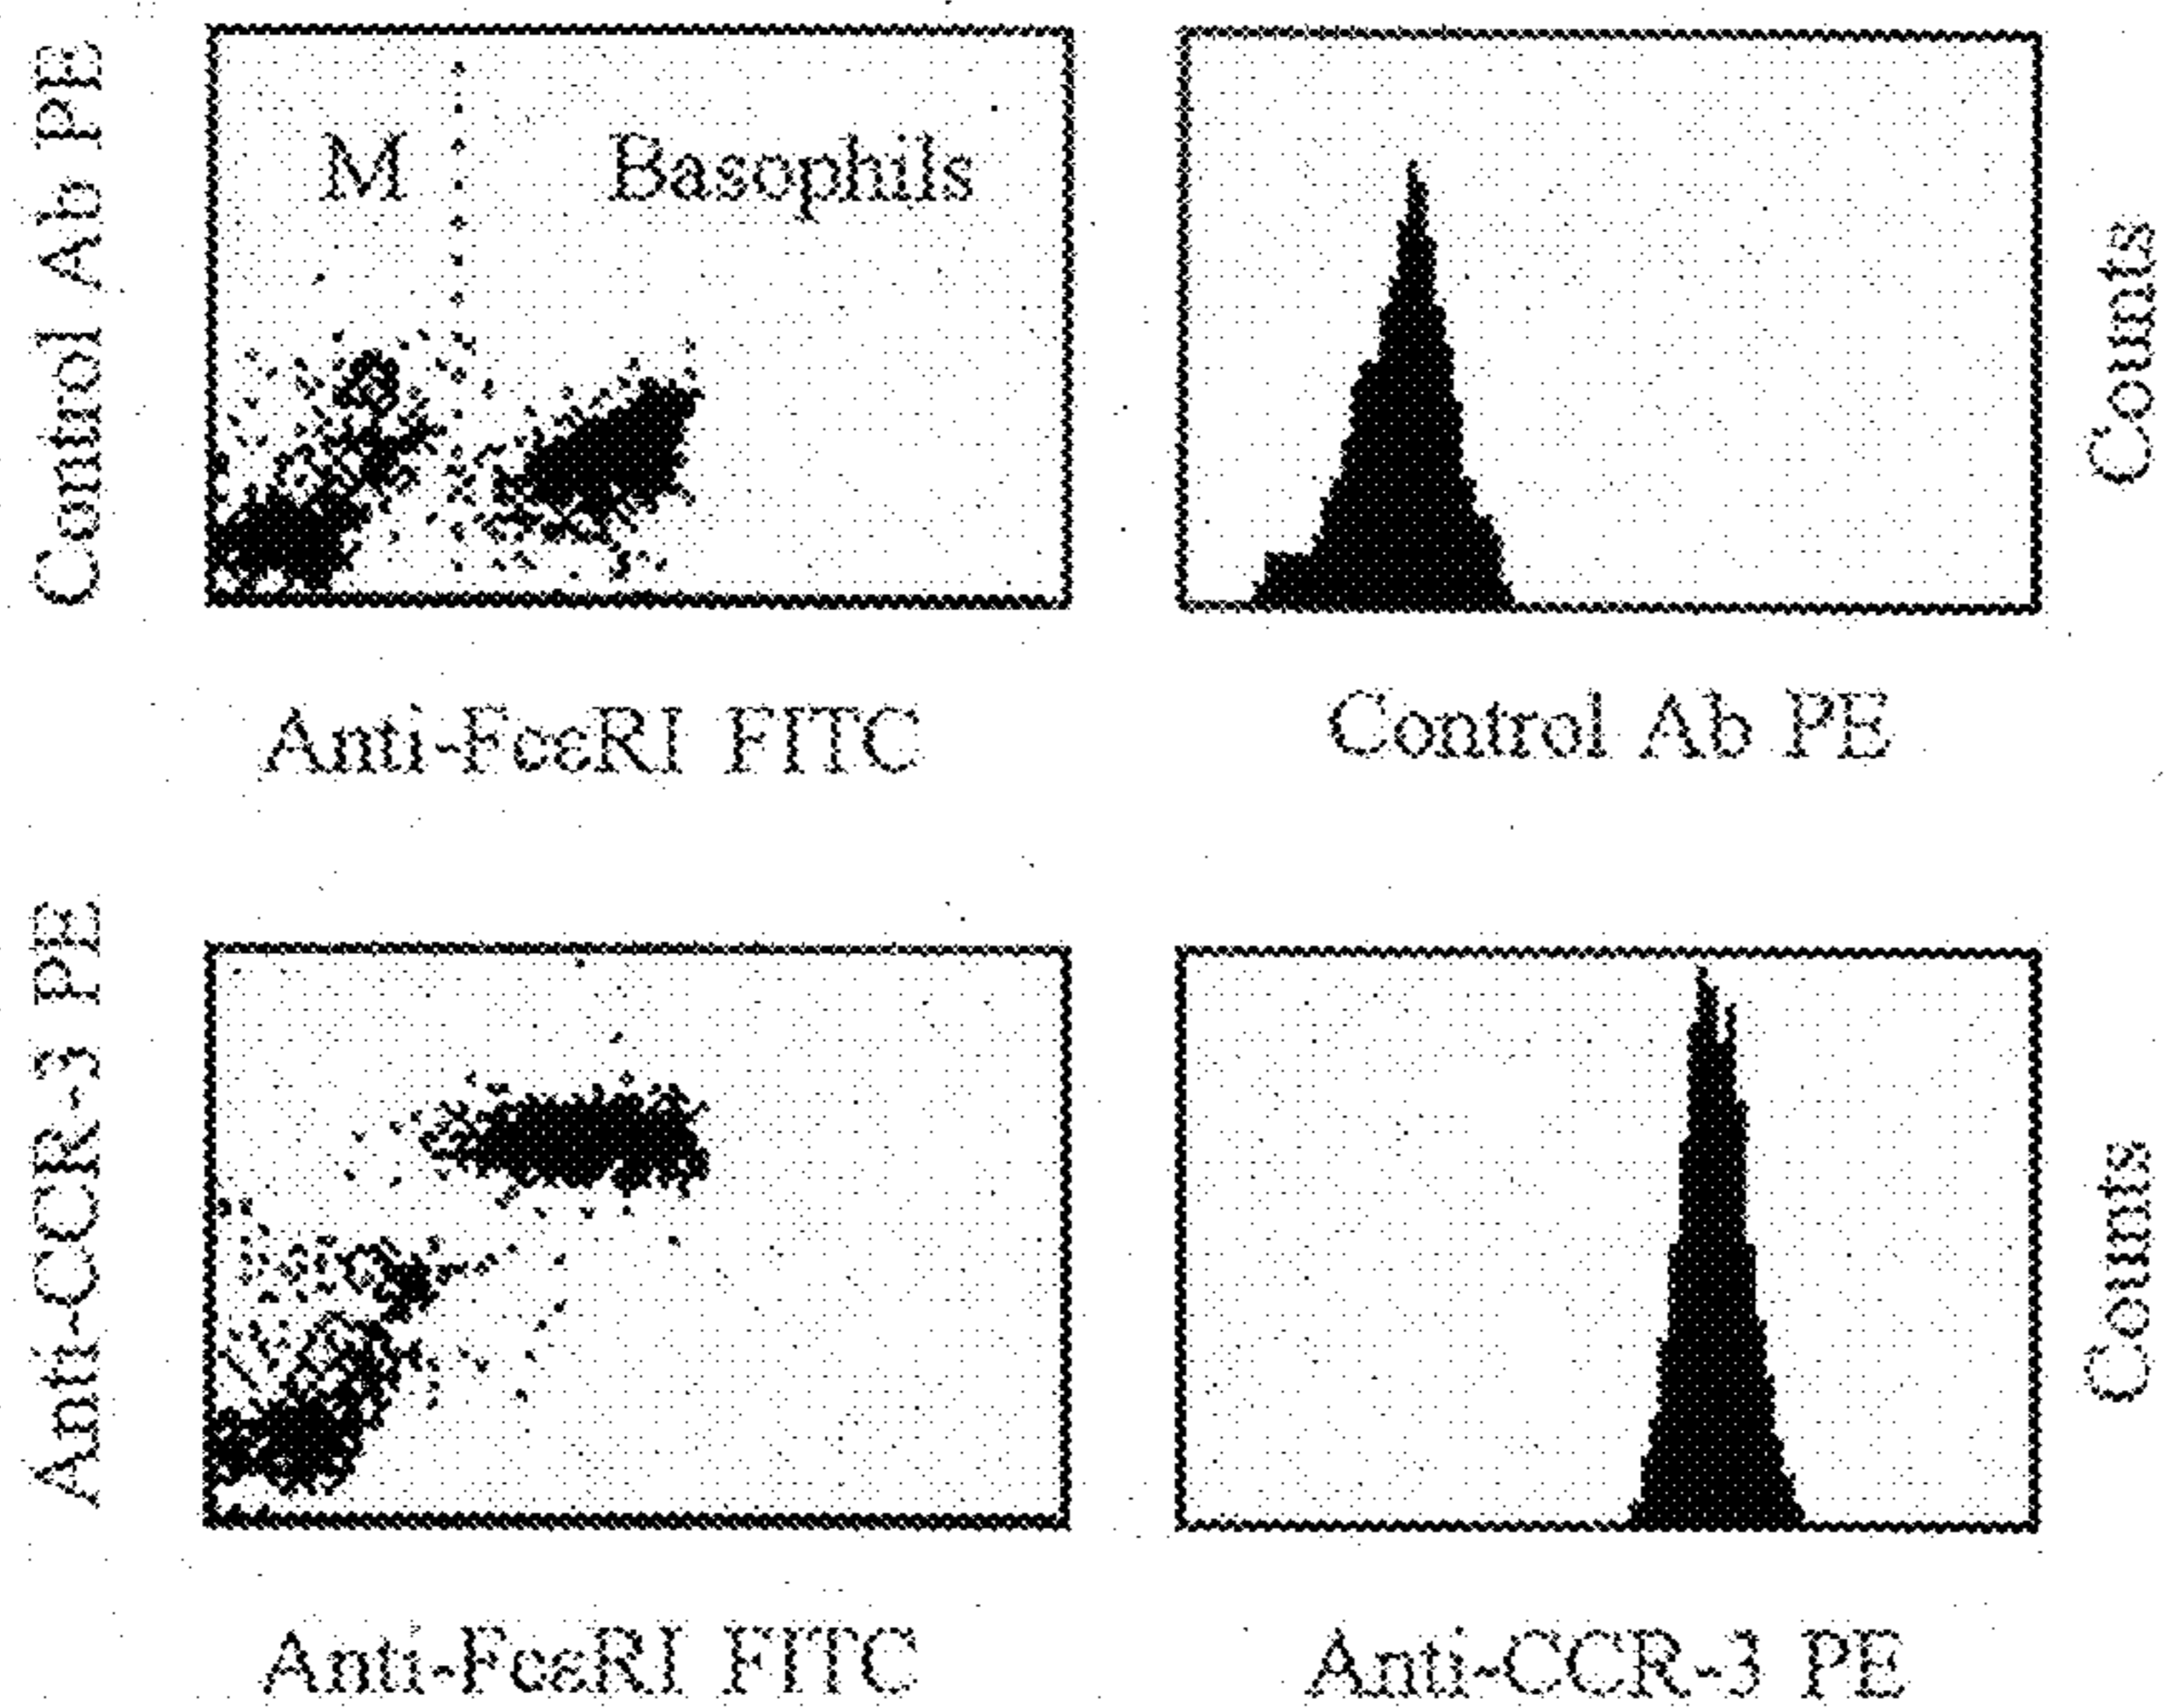 Control Ab PE
M
Basophils
Counts
Anti-FcεRI FITC
Control Ab PE
Anti-CCR-3 PE
Counts
Anti-FcεRI FITC
Anti-CCR-3 PE